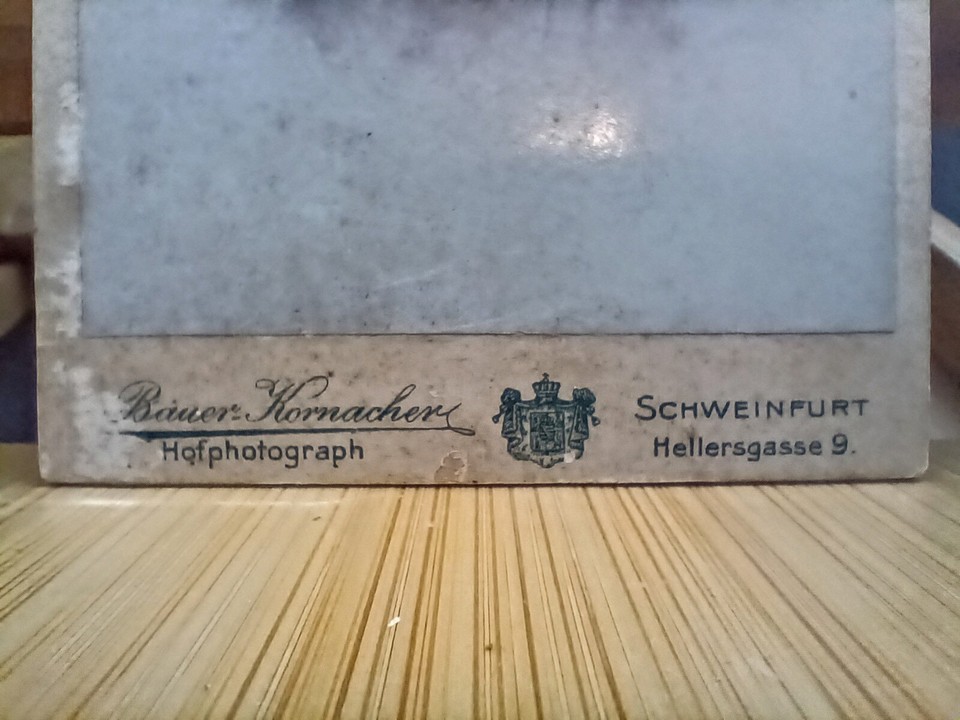 Bauer-Kornacher
Hofphotograph
SCHWEINFURT
Hellersgasse 9.